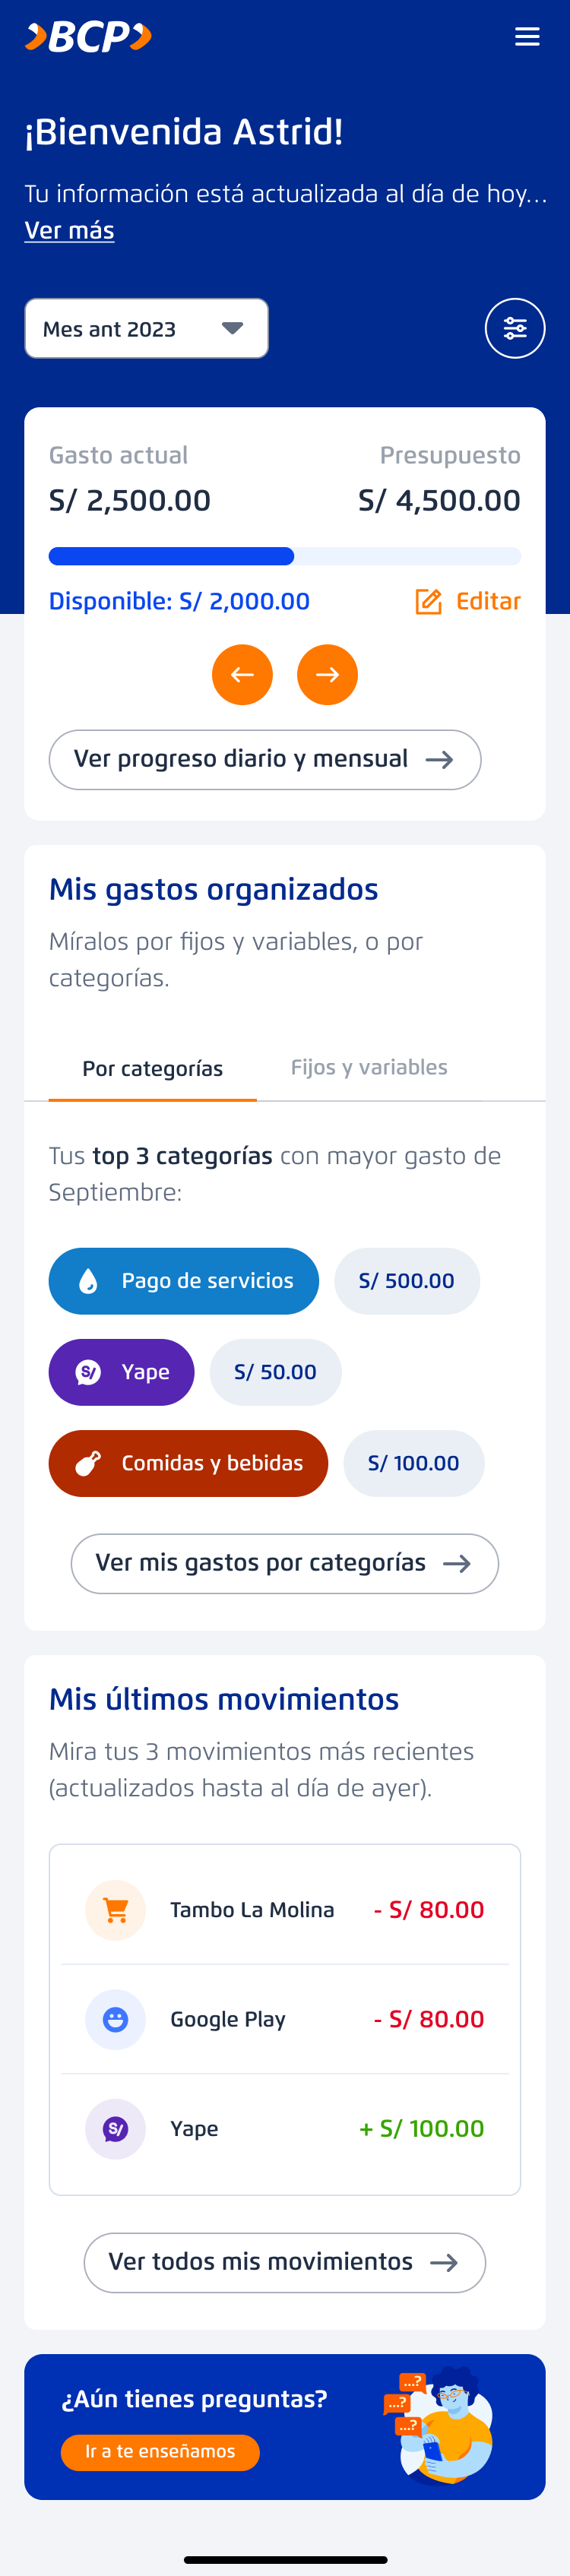 BCP
¡Bienvenida Astrid!
Tu información está actualizada al día de hoy...
Ver más
Mes ant 2023
Gasto actual Presupuesto
S/ 2,500.00 S/ 4,500.00
Disponible: S/ 2,000.00 Editar
Ver progreso diario y mensual
Mis gastos organizados
Míralos por fijos y variables, o por
categorías.
Por categorías Fijos y variables
Tus top 3 categorías con mayor gasto de
Septiembre:
Pago de servicios S/ 500.00
S/ Yape S/ 50.00
Comidas y bebidas S/ 100.00
Ver mis gastos por categorías
Mis últimos movimientos
Mira tus 3 movimientos más recientes
(actualizados hasta al día de ayer).
Tambo La Molina - S/ 80.00
Google Play - S/ 80.00
S/ Yape + S/ 100.00
Ver todos mis movimientos
...?
¿Aún tienes preguntas? ...?
...?
Ir a te enseñamos